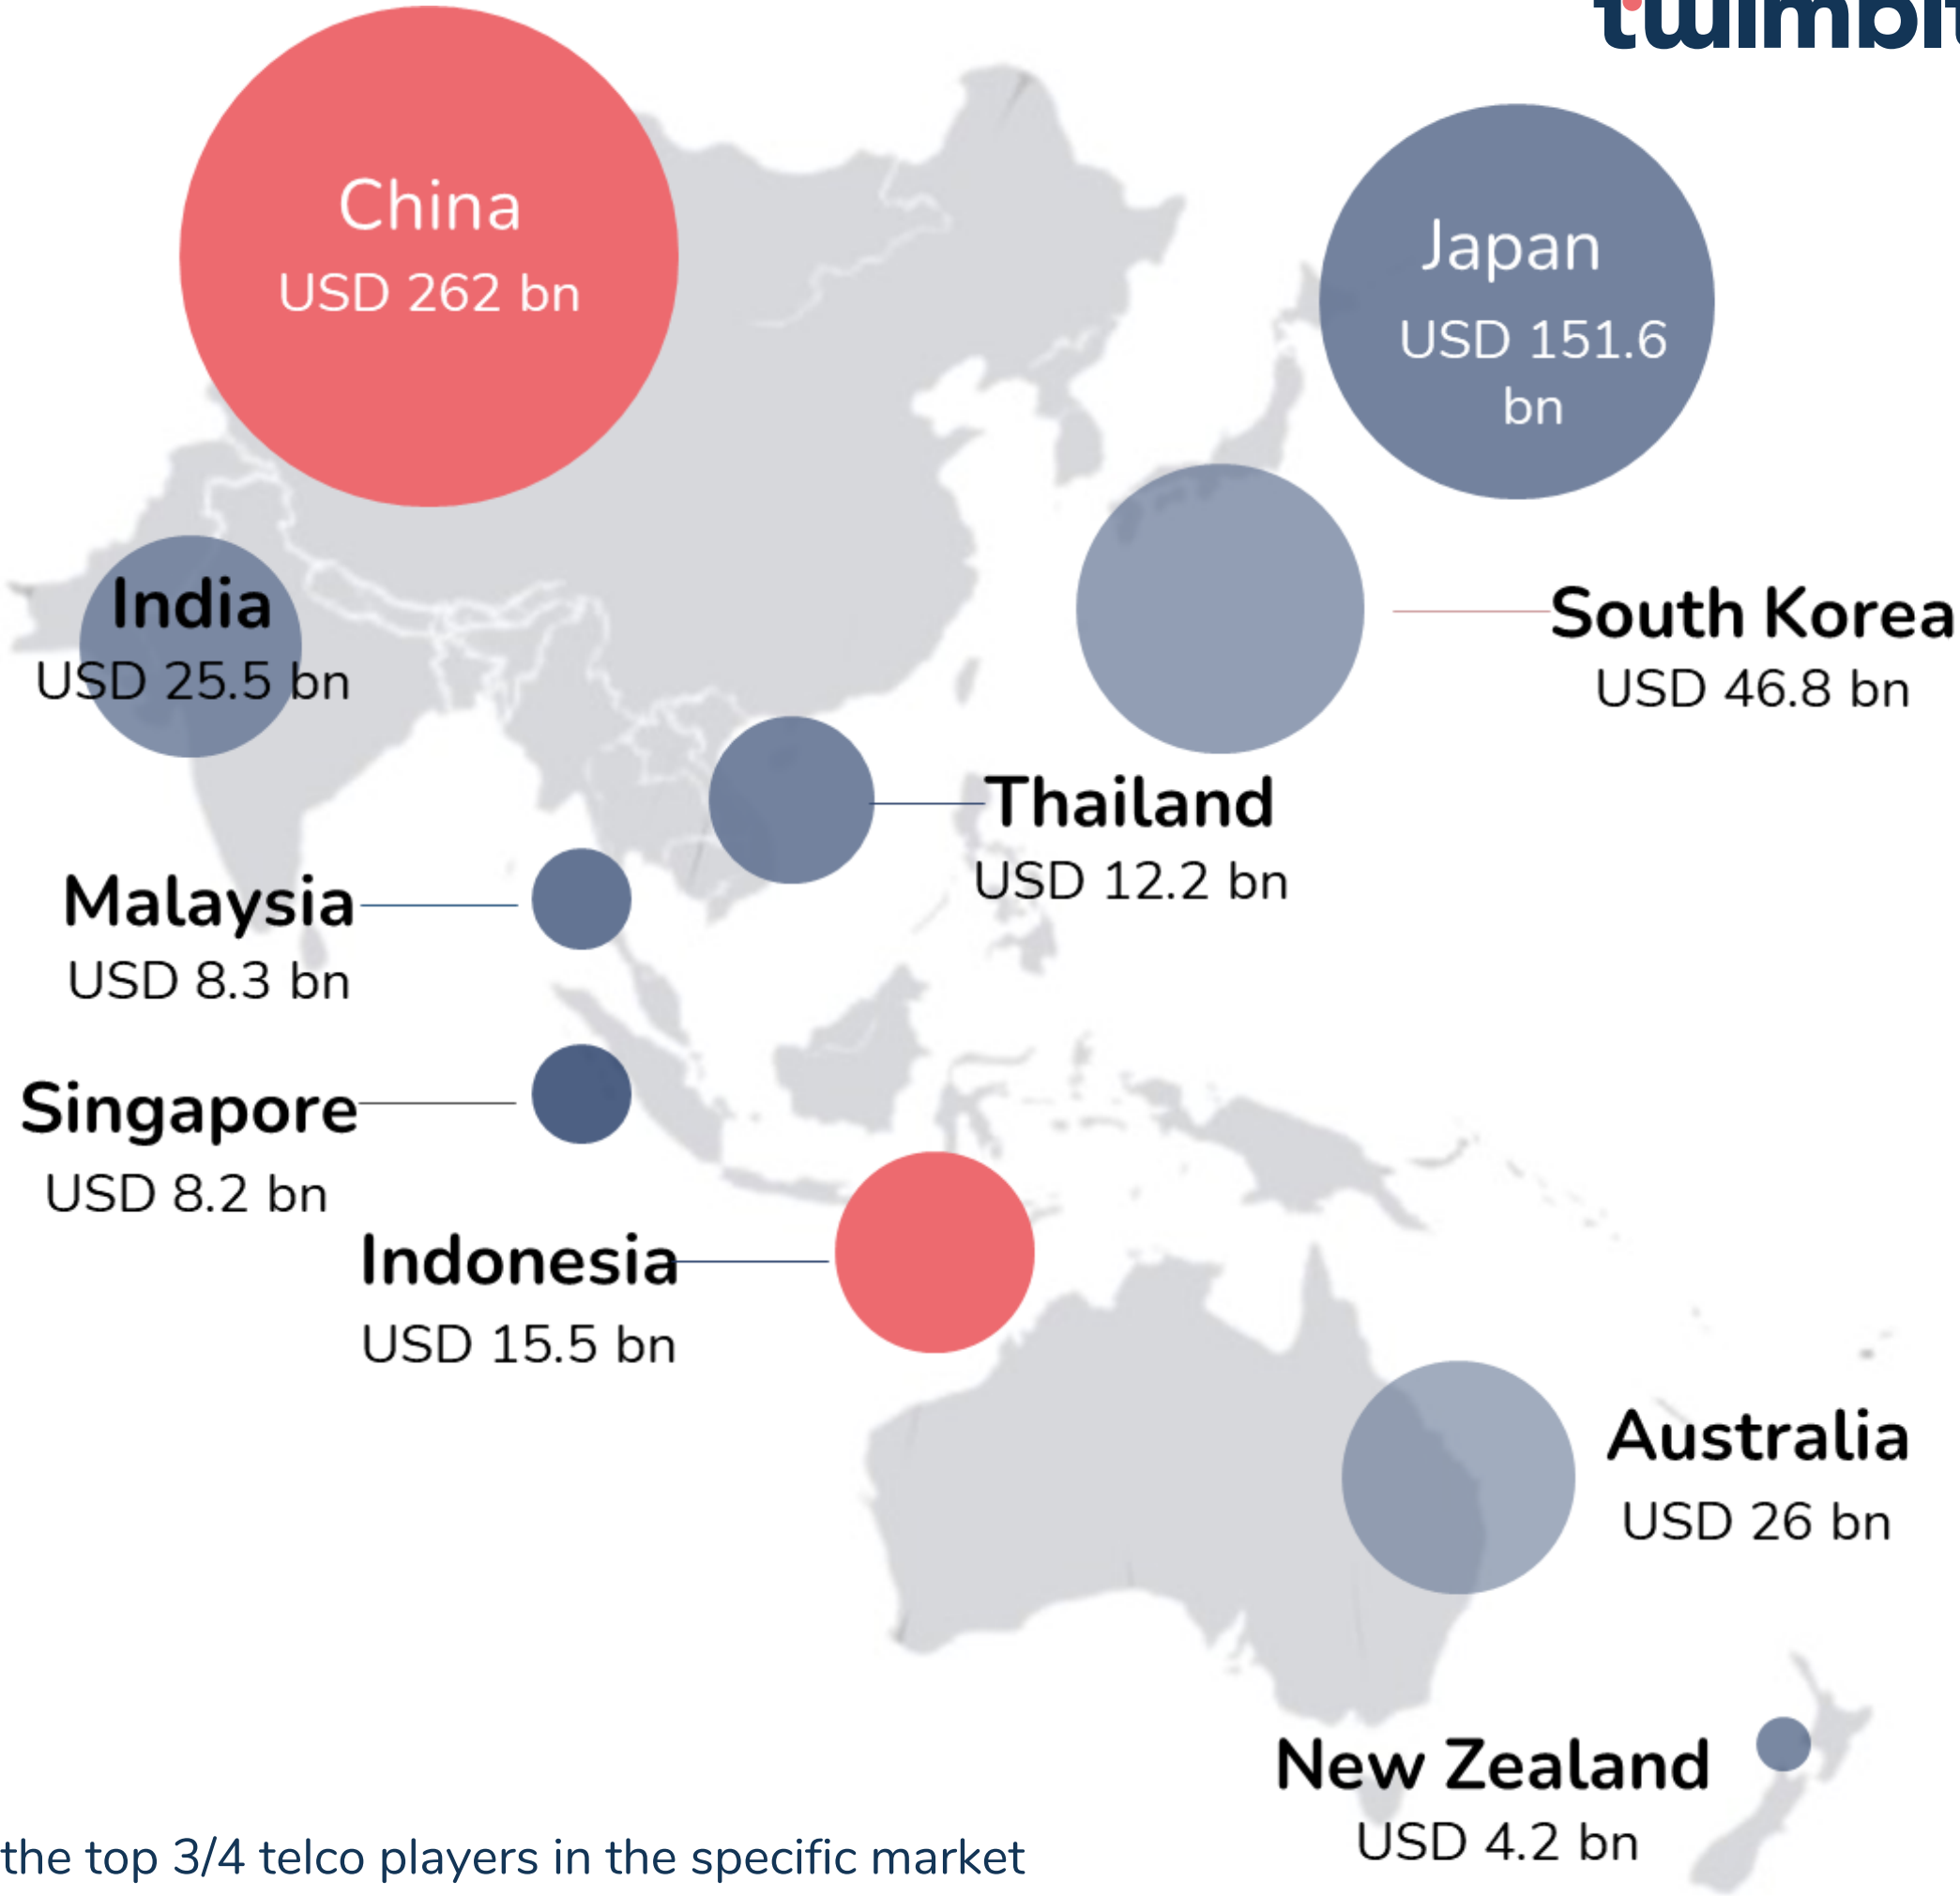 twimbit
China
USD 262 bn
Japan
USD 151.6
bn
India
USD 25.5 bn
South Korea
USD 46.8 bn
Thailand
USD 12.2 bn
Malaysia
USD 8.3 bn
Singapore
USD 8.2 bn
Indonesia
USD 15.5 bn
Australia
USD 26 bn
New Zealand
USD 4.2 bn
the top 3/4 telco players in the specific market